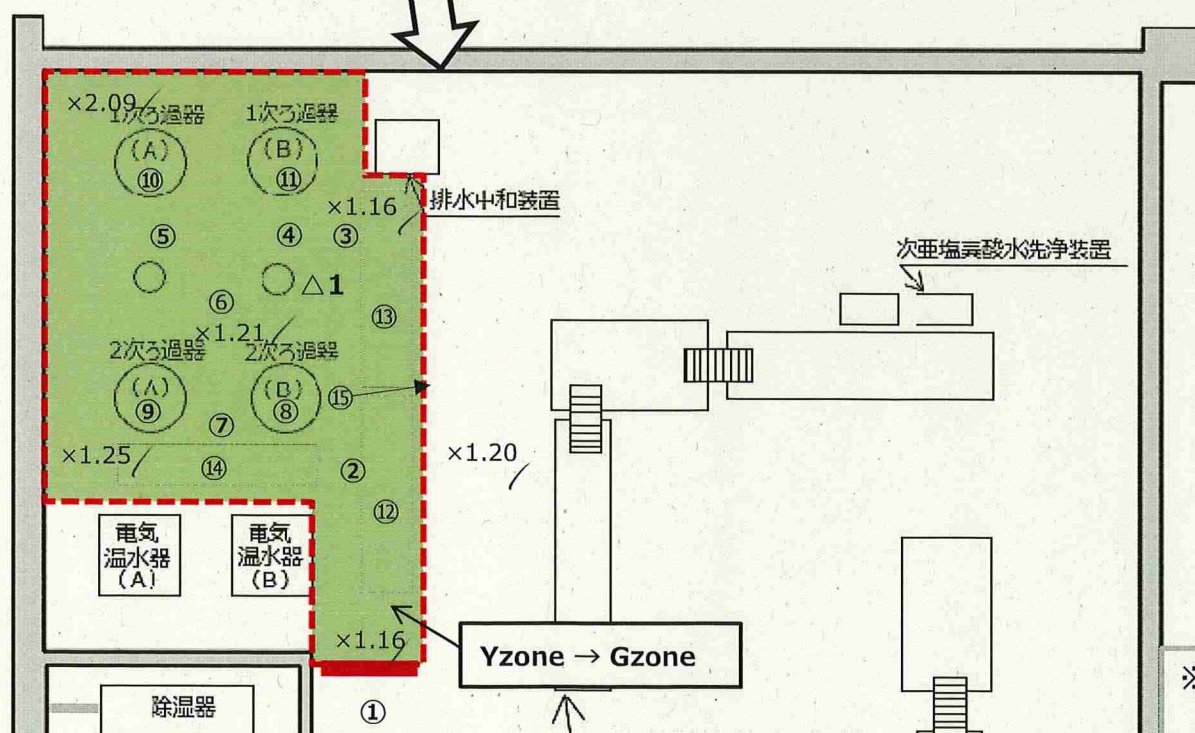 ×2.09
1次ろ過器
1次ろ過器
(A)
(B)
⑩
⑪
×1.16
排水中和装置
⑤
④
③
次亜塩素酸水洗浄装置
△1
⑥
⑬
×1.21
2次ろ過器
2次ろ過器
(A)
(B)
⑨
⑧
⑮
⑦
×1.25
⑭
②
×1.20
⑫
電気
温水器
(A)
電気
温水器
(B)
×1.16
Yzone → Gzone
除湿器
①
※